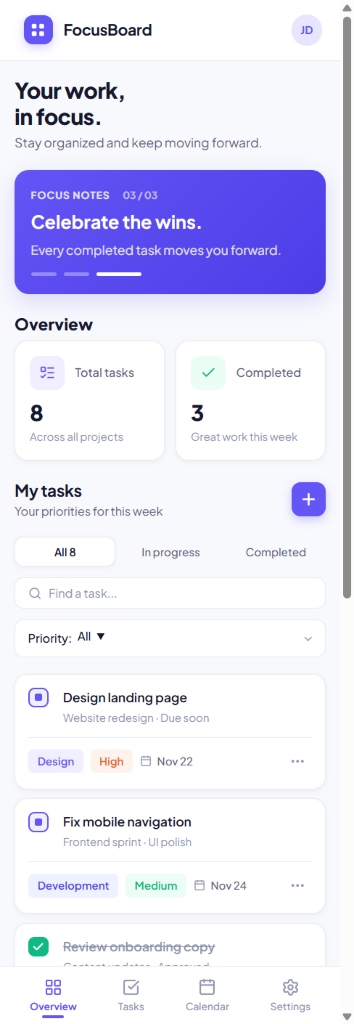 FocusBoard
JD
Your work,
in focus.
Stay organized and keep moving forward.
FOCUS NOTES 03 / 03
Celebrate the wins.
Every completed task moves you forward.
Overview
Total tasks
8
Across all projects
Completed
3
Great work this week
My tasks
Your priorities for this week
All 8 In progress Completed
Find a task...
Priority: All ▼
Design landing page
Website redesign · Due soon
Design High Nov 22
Fix mobile navigation
Frontend sprint · UI polish
Development Medium Nov 24
Review onboarding copy
Content updates · Approved
Overview Tasks Calendar Settings